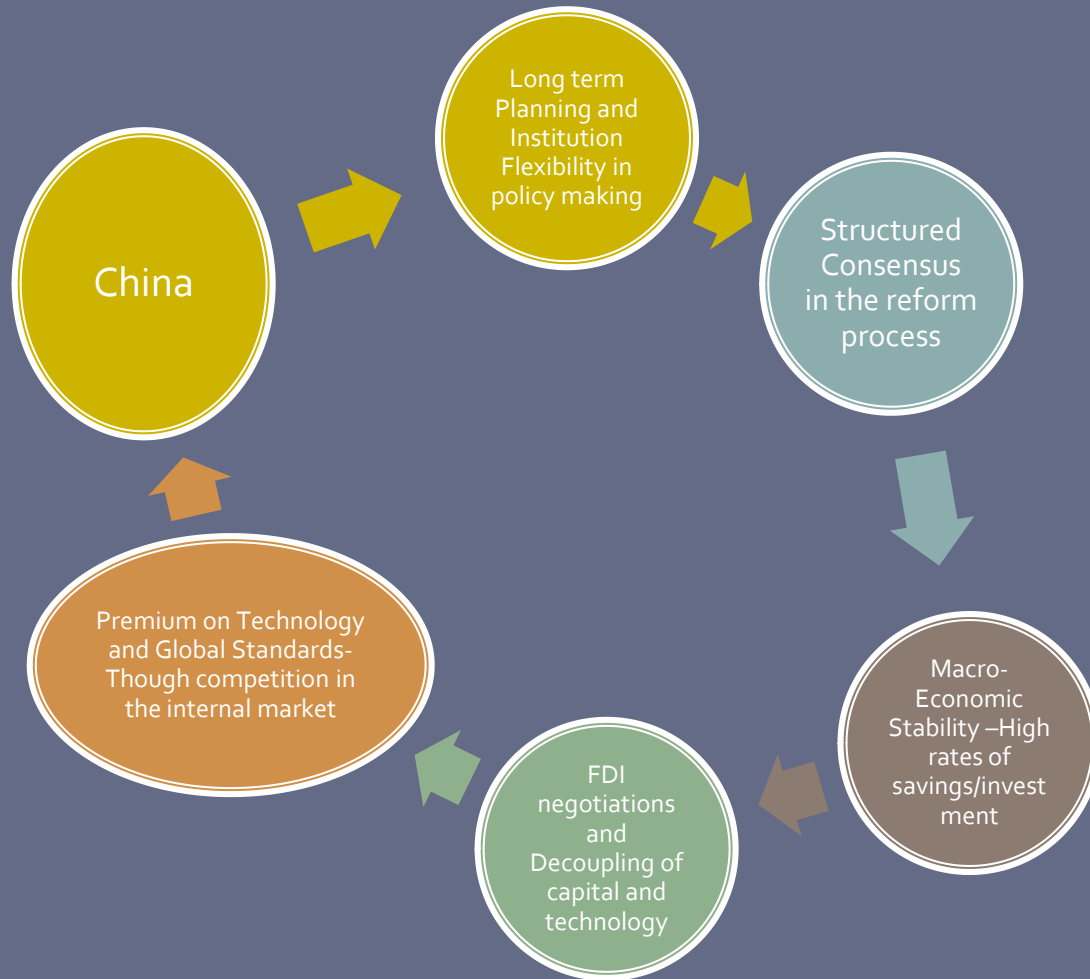 China
Long term
Planning and
Institution
Flexibility in
policy making
Structured
Consensus
in the reform
process
Macro-
Economic
Stability –High
rates of
savings/invest
ment
FDI
negotiations
and
Decoupling of
capital and
technology
Premium on Technology
and Global Standards-
Though competition in
the internal market